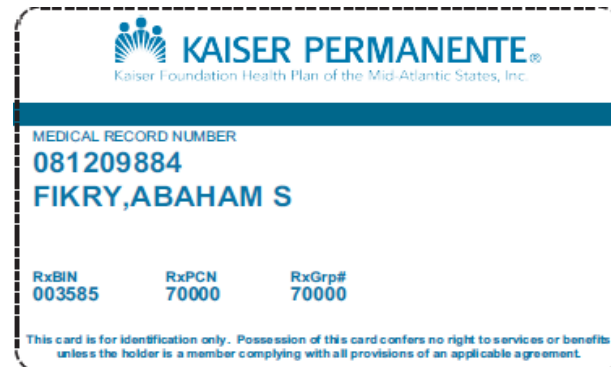 KAISER PERMANENTE®
Kaiser Foundation Health Plan of the Mid-Atlantic States, Inc.
MEDICAL RECORD NUMBER
081209884
FIKRY,ABAHAM S
RxBIN RxPCN RxGrp#
003585 70000 70000
This card is for identification only. Possession of this card confers no right to services or benefits
unless the holder is a member complying with all provisions of an applicable agreement.